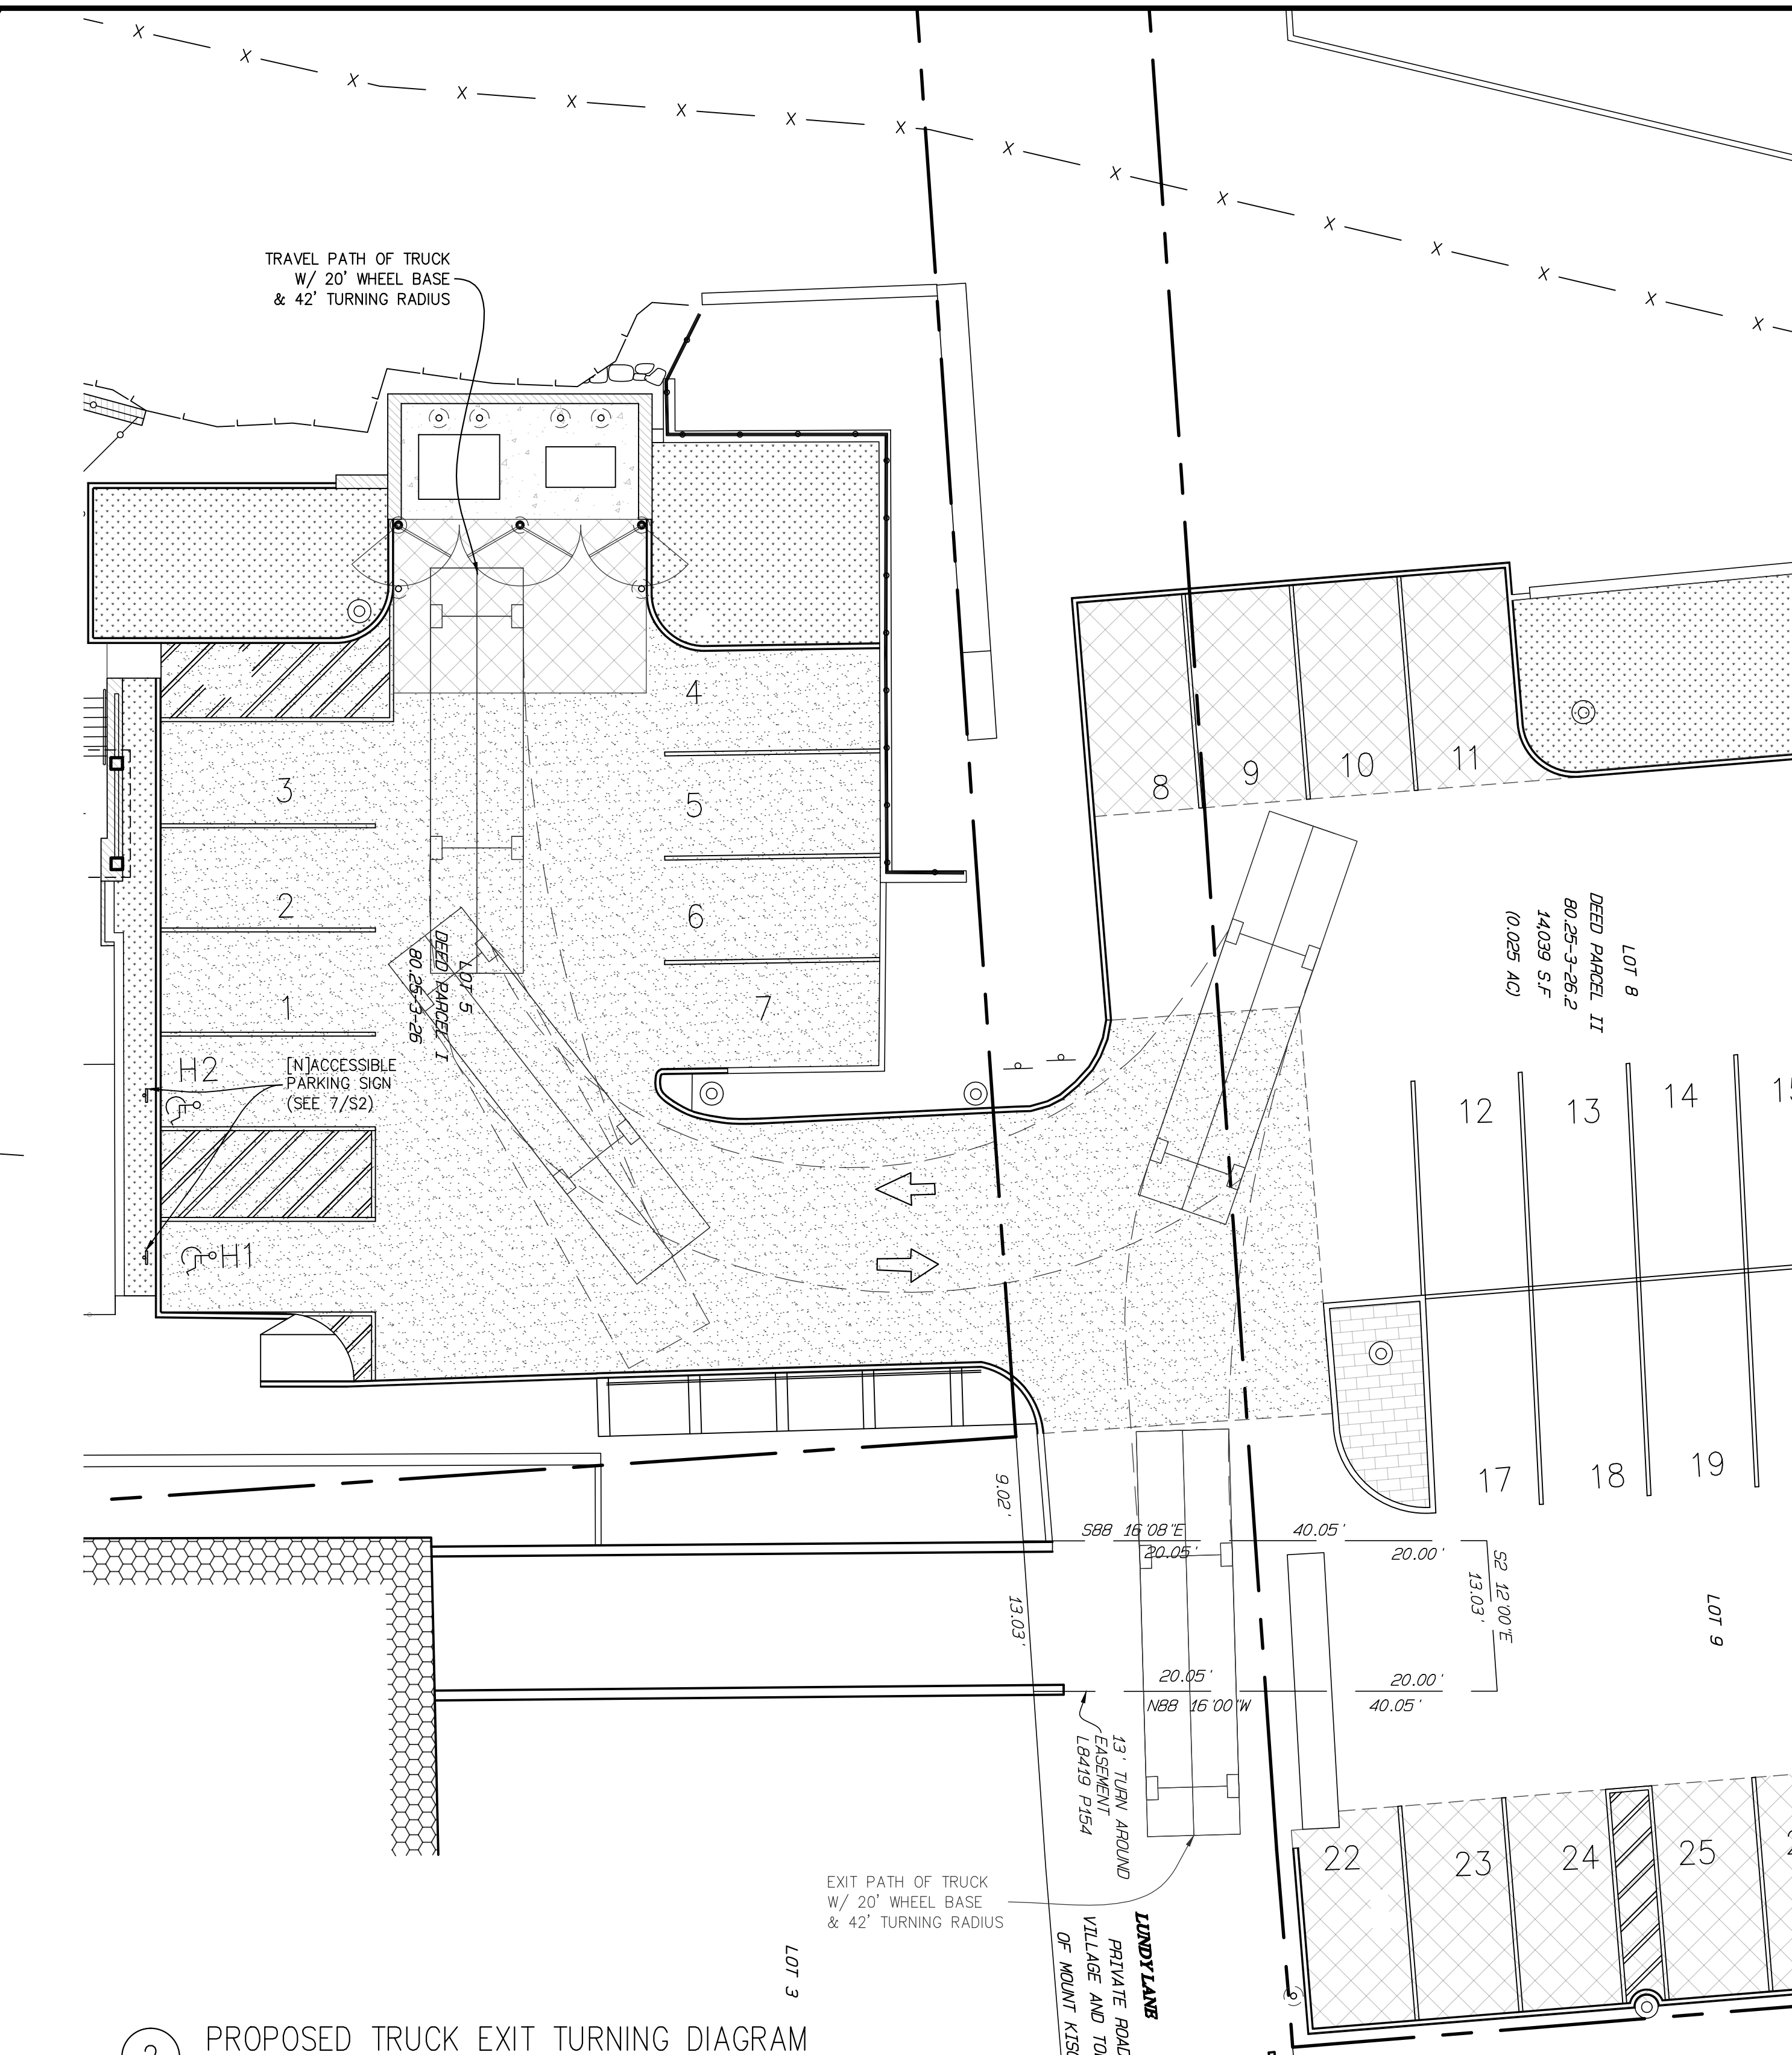 TRAVEL PATH OF TRUCK
W/ 20' WHEEL BASE
& 42' TURNING RADIUS
4
3
5
8
9
10
11
2
6
1
7
LOT 5
DEED PARCEL I
80.25-3-26
LOT 8
DEED PARCEL II
80.25-3-26.2
14,039 S.F
(0.025 AC)
H2
[N]ACCESSIBLE
PARKING SIGN
(SEE 7/S2)
H1
12
13
14
17
18
19
9.02'
S88 16'08"E
40.05'
20.05'
20.00'
S2 12'00"E
13.03'
13.03'
LOT 9
20.05'
20.00'
N88 16'00"W
40.05'
13' TURN AROUND
EASEMENT
L8419 P154
22
23
24
25
EXIT PATH OF TRUCK
W/ 20' WHEEL BASE
& 42' TURNING RADIUS
LUNDY LANE
PRIVATE ROAD
VILLAGE AND
OF MOUNT
LOT 3
PROPOSED TRUCK EXIT TURNING DIAGRAM